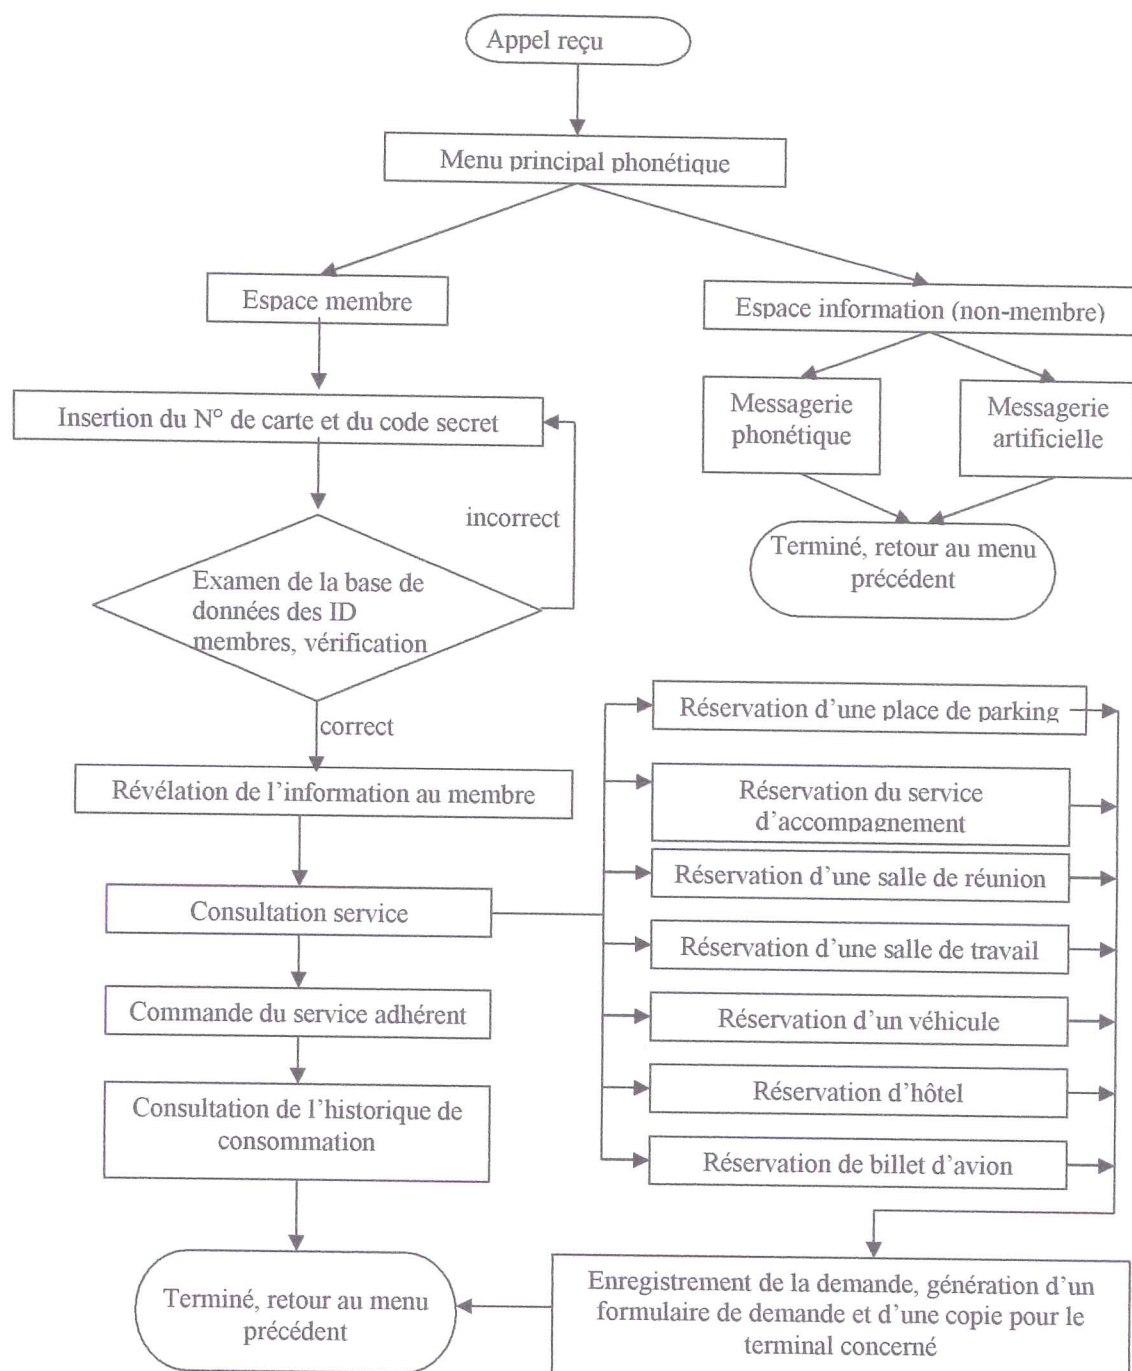 Appel reçu
Menu principal phonétique
Espace membre
Espace information (non-membre)
Insertion du N° de carte et du code secret
Messagerie
phonétique
Messagerie
artificielle
incorrect
Terminé, retour au menu
précédent
Examen de la base de
données des ID
membres, vérification
correct
Révélation de l'information au membre
Consultation service
Commande du service adhérent
Consultation de l'historique de
consommation
Réservation d'une place de parking
Réservation du service
d'accompagnement
Réservation d'une salle de réunion
Réservation d'une salle de travail
Réservation d'un véhicule
Réservation d'hôtel
Réservation de billet d'avion
Enregistrement de la demande, génération d'un
formulaire de demande et d'une copie pour le
terminal concerné
Terminé, retour au menu
précédent